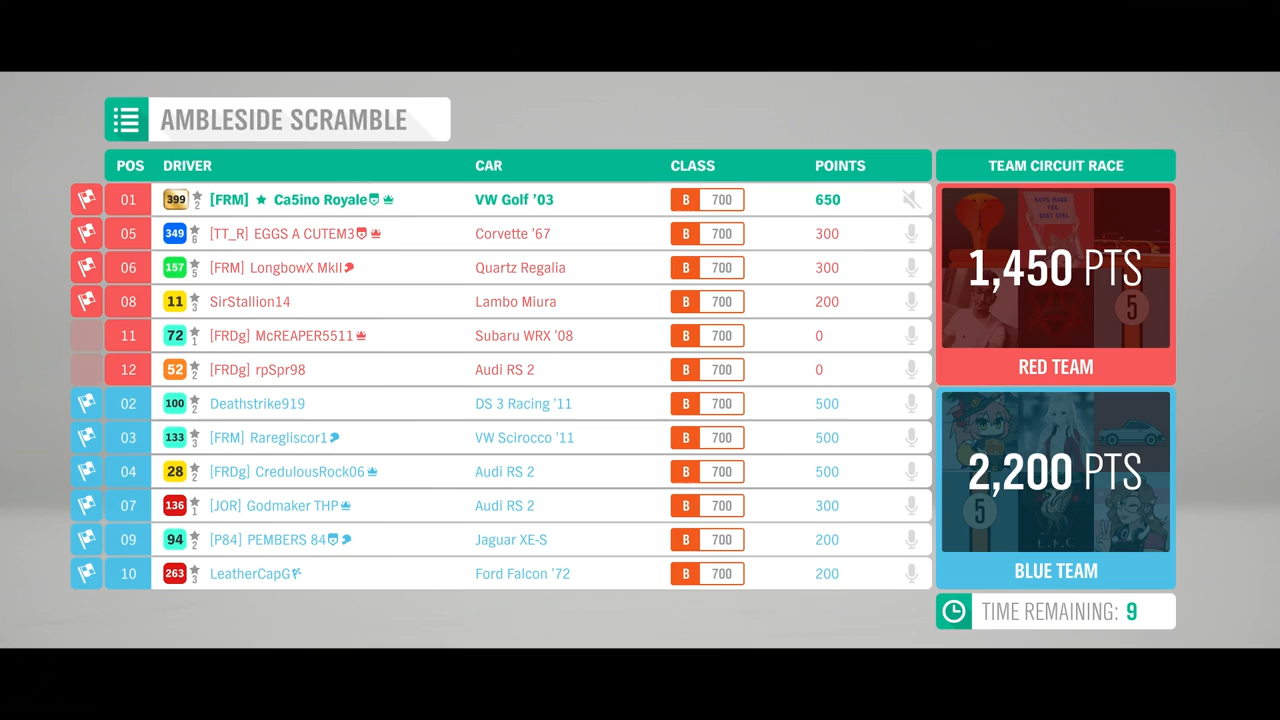 AMBLESIDE SCRAMBLE
POS DRIVER CAR CLASS POINTS TEAM CIRCUIT RACE
01 399 2 [FRM] ★ Ca5ino Royale VW Golf ’03 B 700 650
05 349 6 [TT_R] EGGS A CUTEM3 Corvette ’67 B 700 300
06 157 5 [FRM] LongbowX MkII Quartz Regalia B 700 300
08 11 3 SirStallion14 Lambo Miura B 700 200
11 72 1 [FRDg] McREAPER5511 Subaru WRX ’08 B 700 0
12 52 2 [FRDg] rpSpr98 Audi RS 2 B 700 0
02 100 2 Deathstrike919 DS 3 Racing ’11 B 700 500
03 133 3 [FRM] Raregliscor1 VW Scirocco ’11 B 700 500
04 28 2 [FRDg] CredulousRock06 Audi RS 2 B 700 500
07 136 1 [JOR] Godmaker THP Audi RS 2 B 700 300
09 94 2 [P84] PEMBERS 84 Jaguar XE-S B 700 200
10 263 3 LeatherCapG Ford Falcon ’72 B 700 200
1,450 PTS
5
RED TEAM
2,200 PTS
5
L.F.C
BLUE TEAM
TIME REMAINING: 9